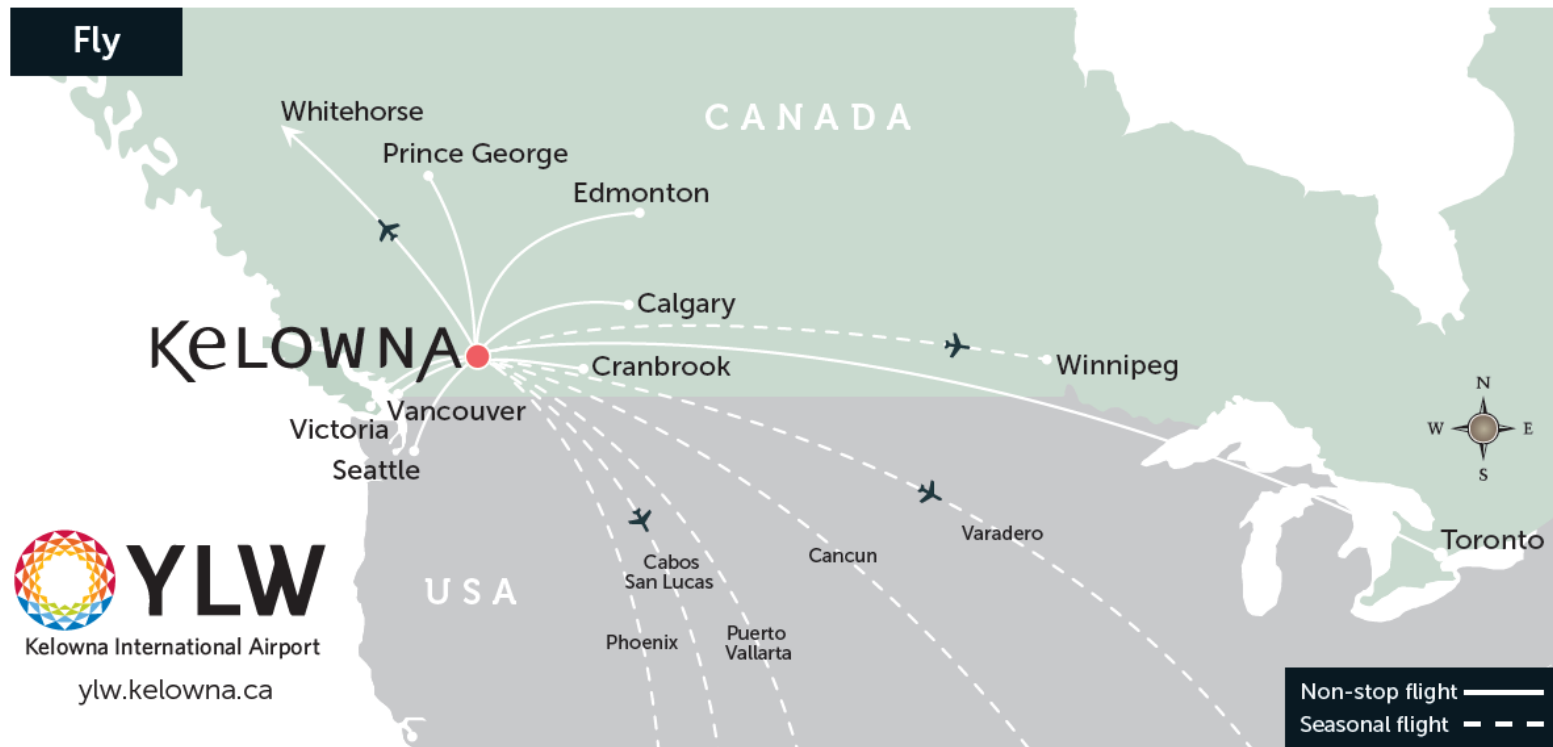 Fly
Whitehorse
CANADA
Prince George
Edmonton
Calgary
KeLOWNA
Cranbrook
Winnipeg
Vancouver
Victoria
Seattle
N
W
E
S
Varadero
Toronto
Cancun
Cabos
San Lucas
USA
YLW
Kelowna International Airport
ylw.kelowna.ca
Phoenix
Puerto
Vallarta
Non-stop flight
Seasonal flight